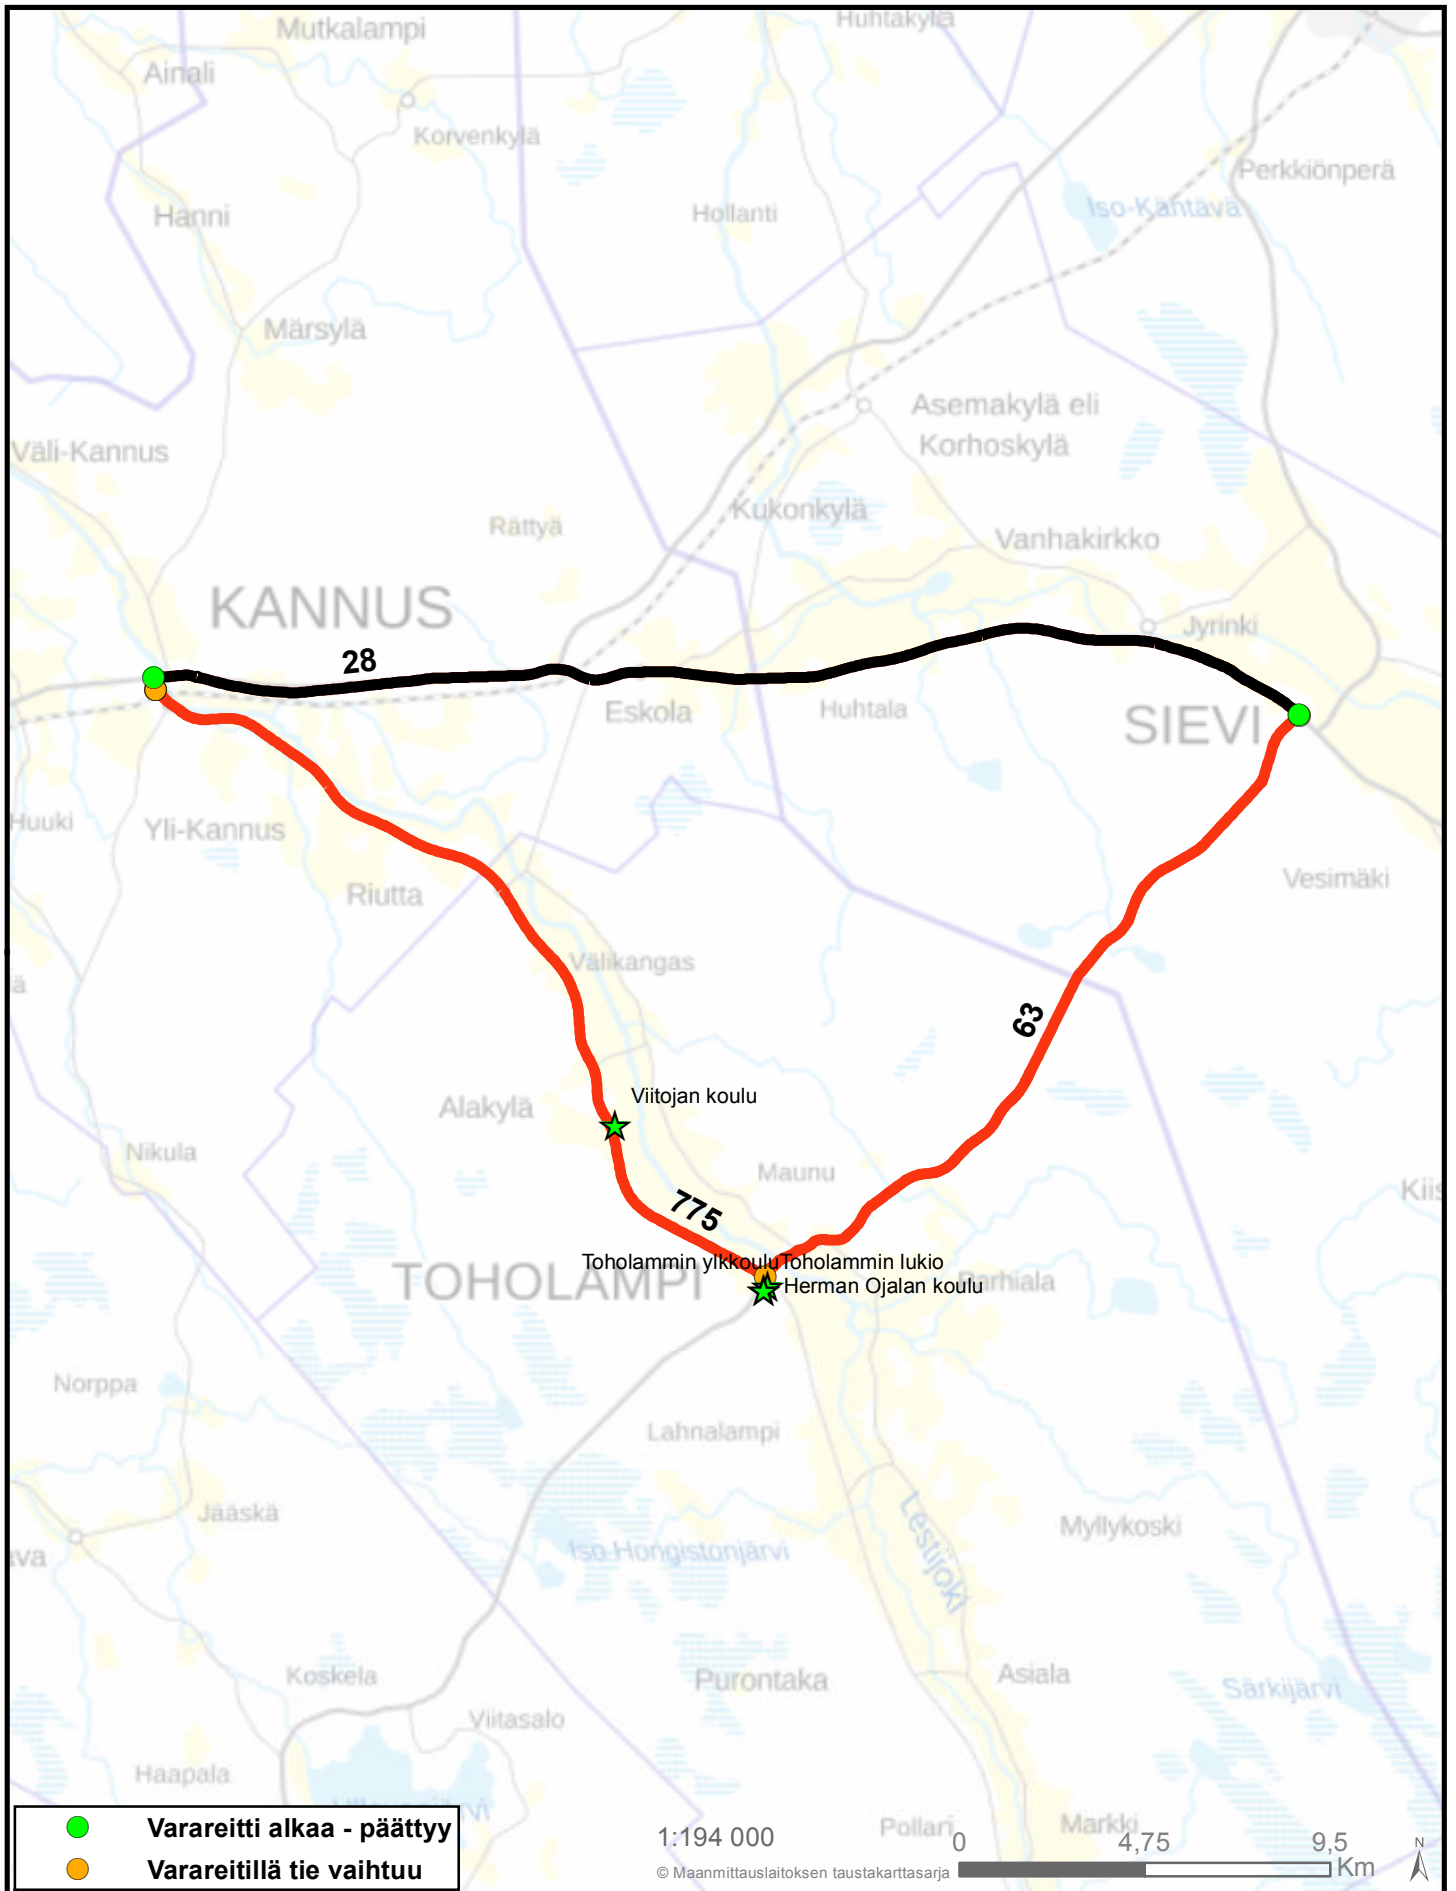 Huhtakylä
Mutkalampi
Ainali
Korvenkylä
Perkkiönperä
Iso-Kähtävä
Hanni
Hollanti
Märsylä
Asemakylä eli
Korhoskylä
Väli-Kannus
Kukonkylä
Rättyä
Vanhakirkko
KANNUS
Jyrinki
28
Eskola
Huhtala
SIEVI
Huuki
Yli-Kannus
Vesimäki
Riutta
Välikangas
ä
63
Viitojan koulu
Alakylä
Nikula
Maunu
Kiis
775
Toholammin ylkkoulu
Toholammin lukio
TOHOLAMPI
Herman Ojalan koulu
Parhiala
Norppa
Lahnalampi
Jääskä
Myllykoski
Lestijoki
Iso Hongistonjärvi
ava
Koskela
Purontaka
Asiala
Särkijärvi
Viitasalo
Haapala
Varareitti alkaa - päättyy
Varareitillä tie vaihtuu
1:194 000
© Maanmittauslaitoksen taustakarttasarja
Pollari
Markki
0 4,75 9,5
Km
N